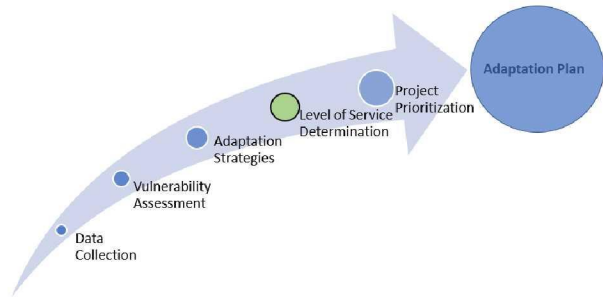 Adaptation Plan
Project
Prioritization
Level of Service
Determination
Adaptation
Strategies
Vulnerability
Assessment
Data
Collection